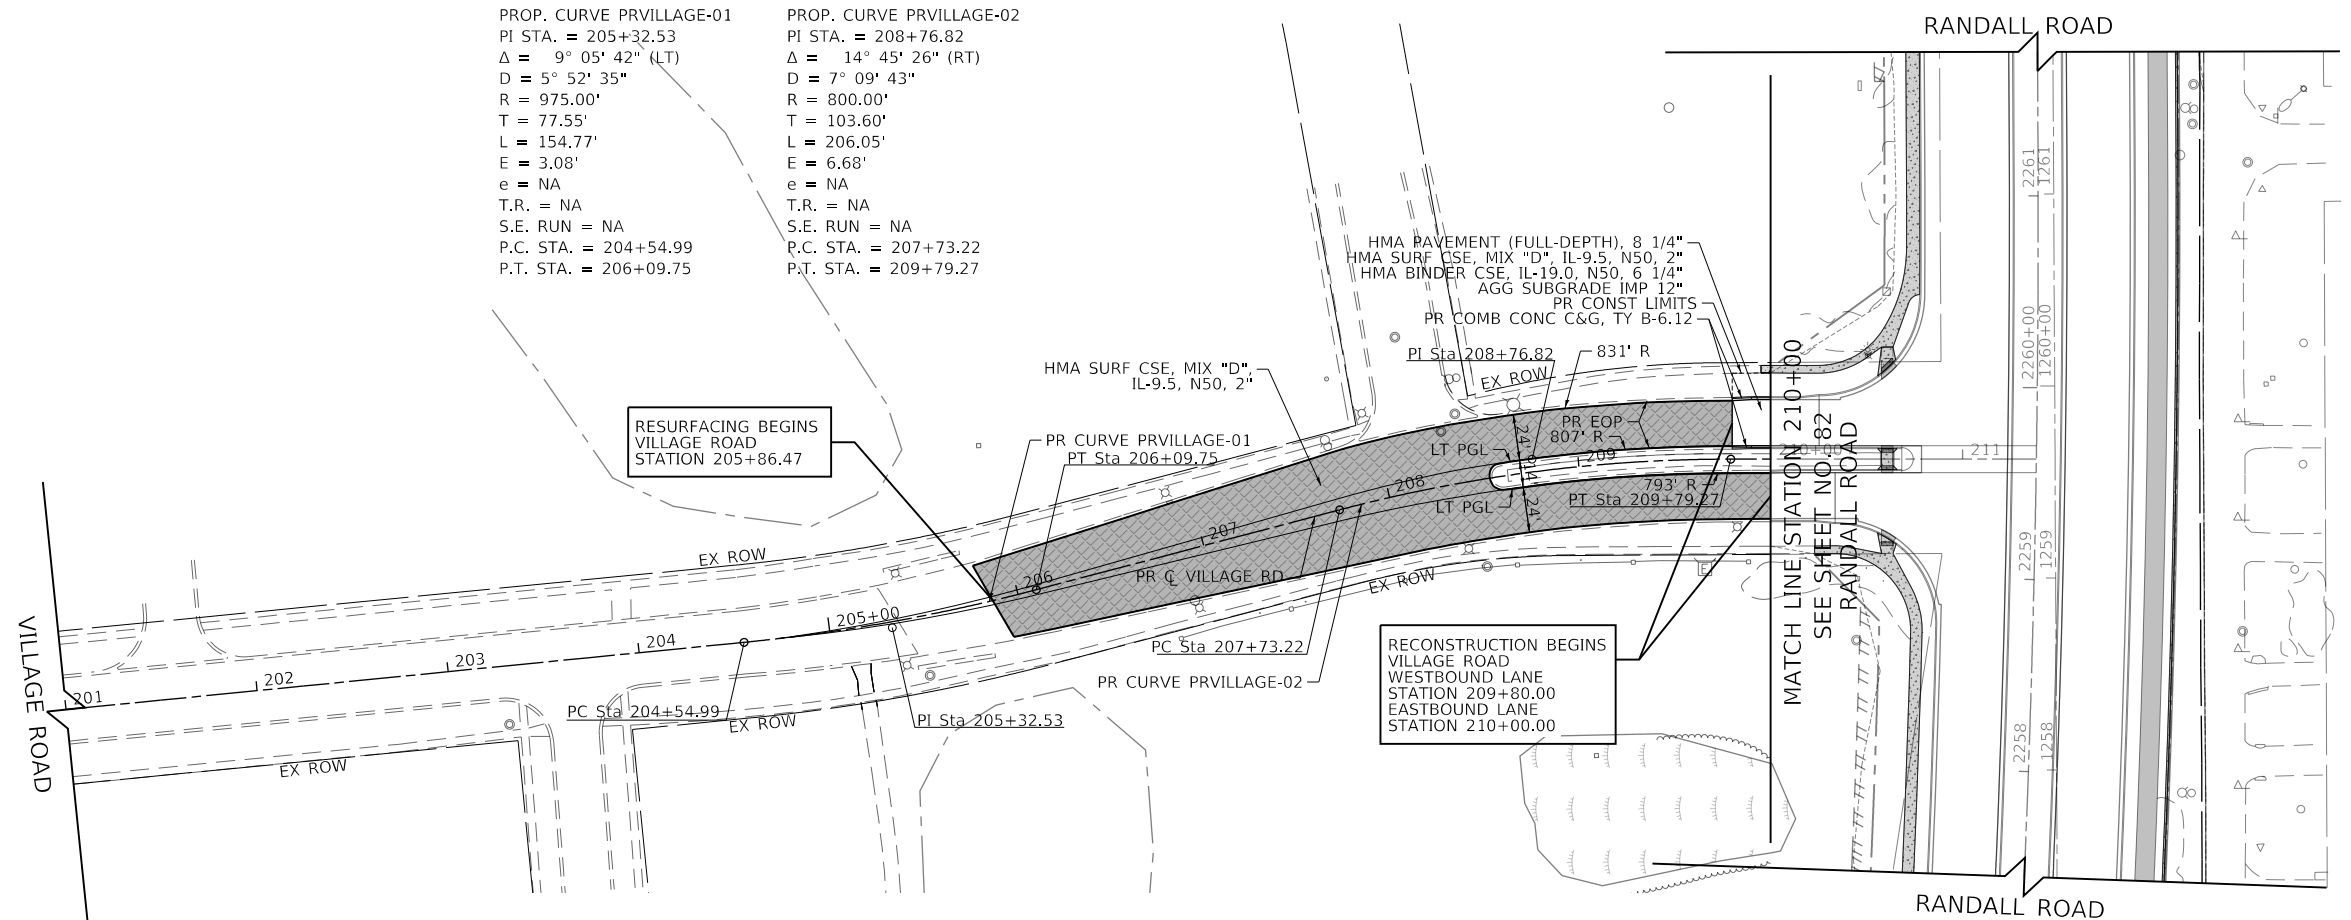 PROP. CURVE PRVILLAGE-01
PI STA. = 205+32.53
Δ = 9° 05' 42" (LT)
D = 5° 52' 35"
R = 975.00'
T = 77.55'
L = 154.77'
E = 3.08'
e = NA
T.R. = NA
S.E. RUN = NA
P.C. STA. = 204+54.99
P.T. STA. = 206+09.75
PROP. CURVE PRVILLAGE-02
PI STA. = 208+76.82
Δ = 14° 45' 26" (RT)
D = 7° 09' 43"
R = 800.00'
T = 103.60'
L = 206.05'
E = 6.68'
e = NA
T.R. = NA
S.E. RUN = NA
P.C. STA. = 207+73.22
P.T. STA. = 209+79.27
RANDALL ROAD
HMA PAVEMENT (FULL-DEPTH), 8 1/4"
HMA SURF CSE, MIX "D", IL-9.5, N50, 2"
HMA BINDER CSE, IL-19.0, N50, 6 1/4"
AGG SUBGRADE IMP 12"
PR CONST LIMITS
PR COMB CONC C&G, TY B-6.12
PI Sta 208+76.82
831' R
EX ROW
HMA SURF CSE, MIX "D",
IL-9.5, N50, 2"
RESURFACING BEGINS
VILLAGE ROAD
STATION 205+86.47
PR CURVE PRVILLAGE-01
PT Sta 206+09.75
PR EOP
807' R
LT PGL
24'
14'
24'
LT PGL
793' R
PT Sta 209+79.27
201
202
203
204
205+00
206
207
208
209
210+00
211
EX ROW
PR ℄ VILLAGE RD
EX ROW
PC Sta 207+73.22
PR CURVE PRVILLAGE-02
PC Sta 204+54.99
PI Sta 205+32.53
EX ROW
EX ROW
VILLAGE ROAD
RECONSTRUCTION BEGINS
VILLAGE ROAD
WESTBOUND LANE
STATION 209+80.00
EASTBOUND LANE
STATION 210+00.00
E
MATCH LINE STATION 210+00
SEE SHEET NO. 82
RANDALL ROAD
2261
1261
2260+00
1260+00
2259
1259
2258
1258
RANDALL ROAD